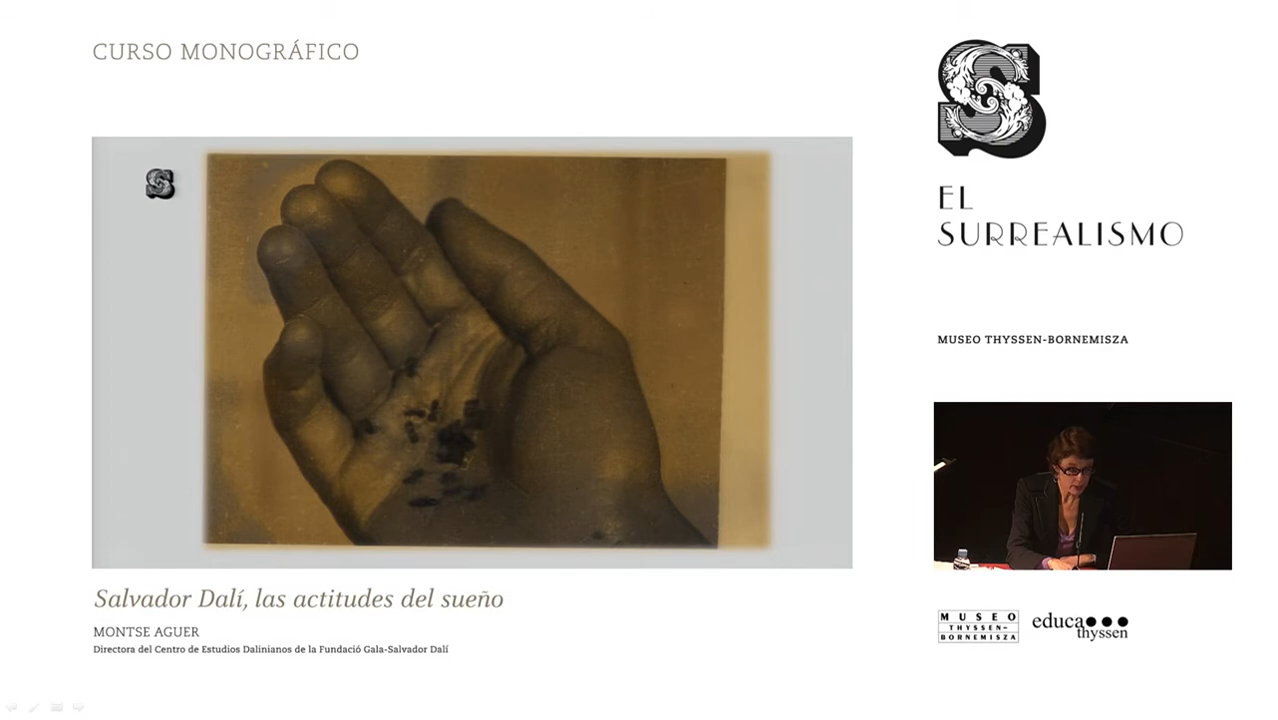 CURSO MONOGRÁFICO
S
EL
SURREALISMO
MUSEO THYSSEN-BORNEMISZA
S
Salvador Dalí, las actitudes del sueño
MONTSE AGUER
Directora del Centro de Estudios Dalinianos de la Fundació Gala-Salvador Dalí
MUSEO
THYSSEN-
BORNEMISZA
educa
thyssen